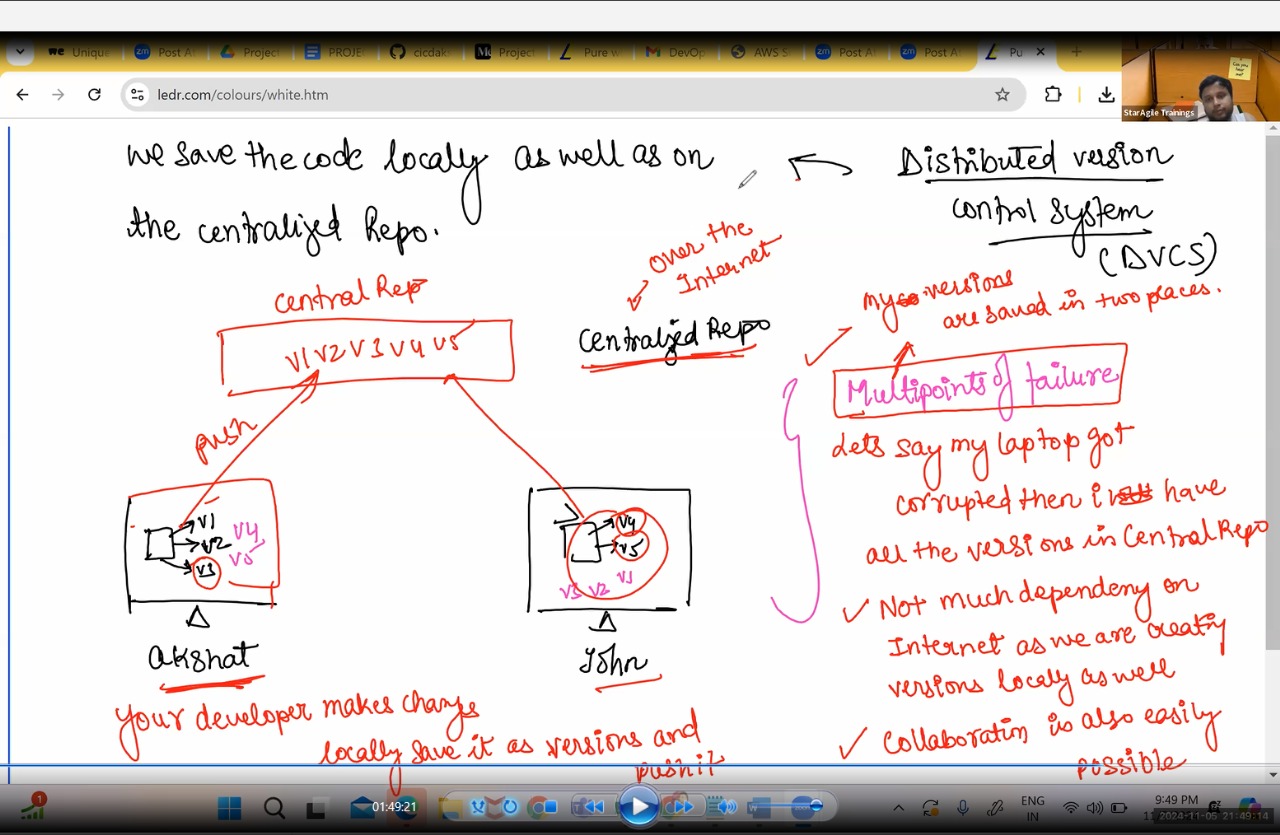 Unique
Post A
Project
PROJE
cicdak
Project
Pure w
DevOp
AWS S
Post A
Post A
Pu
ledr.com/colours/white.htm
StarAgile Trainings
we save the code locally as well as on
the centralized Repo.
Distributed version
control system
(DVCS)
central Rep
V1 V2 V3 V4 V5
over the
Internet
Centralized Repo
my versions
are saved in two places.
Multipoints of failure
Lets say my laptop got
corrupted then i have
all the versions in Central Repo
Not much dependeny on
Internet as we are creatig
versions localy as well
Collaboratin is also easily
possible
push
V1
V2
V3
V4
V5
Akshat
V4
V5
V3 V2 V1
John
your developer makes change
locally save it as versions and
push it
1
01:49:21
ENG
IN
9:49 PM
2024-11-05 21:49:14